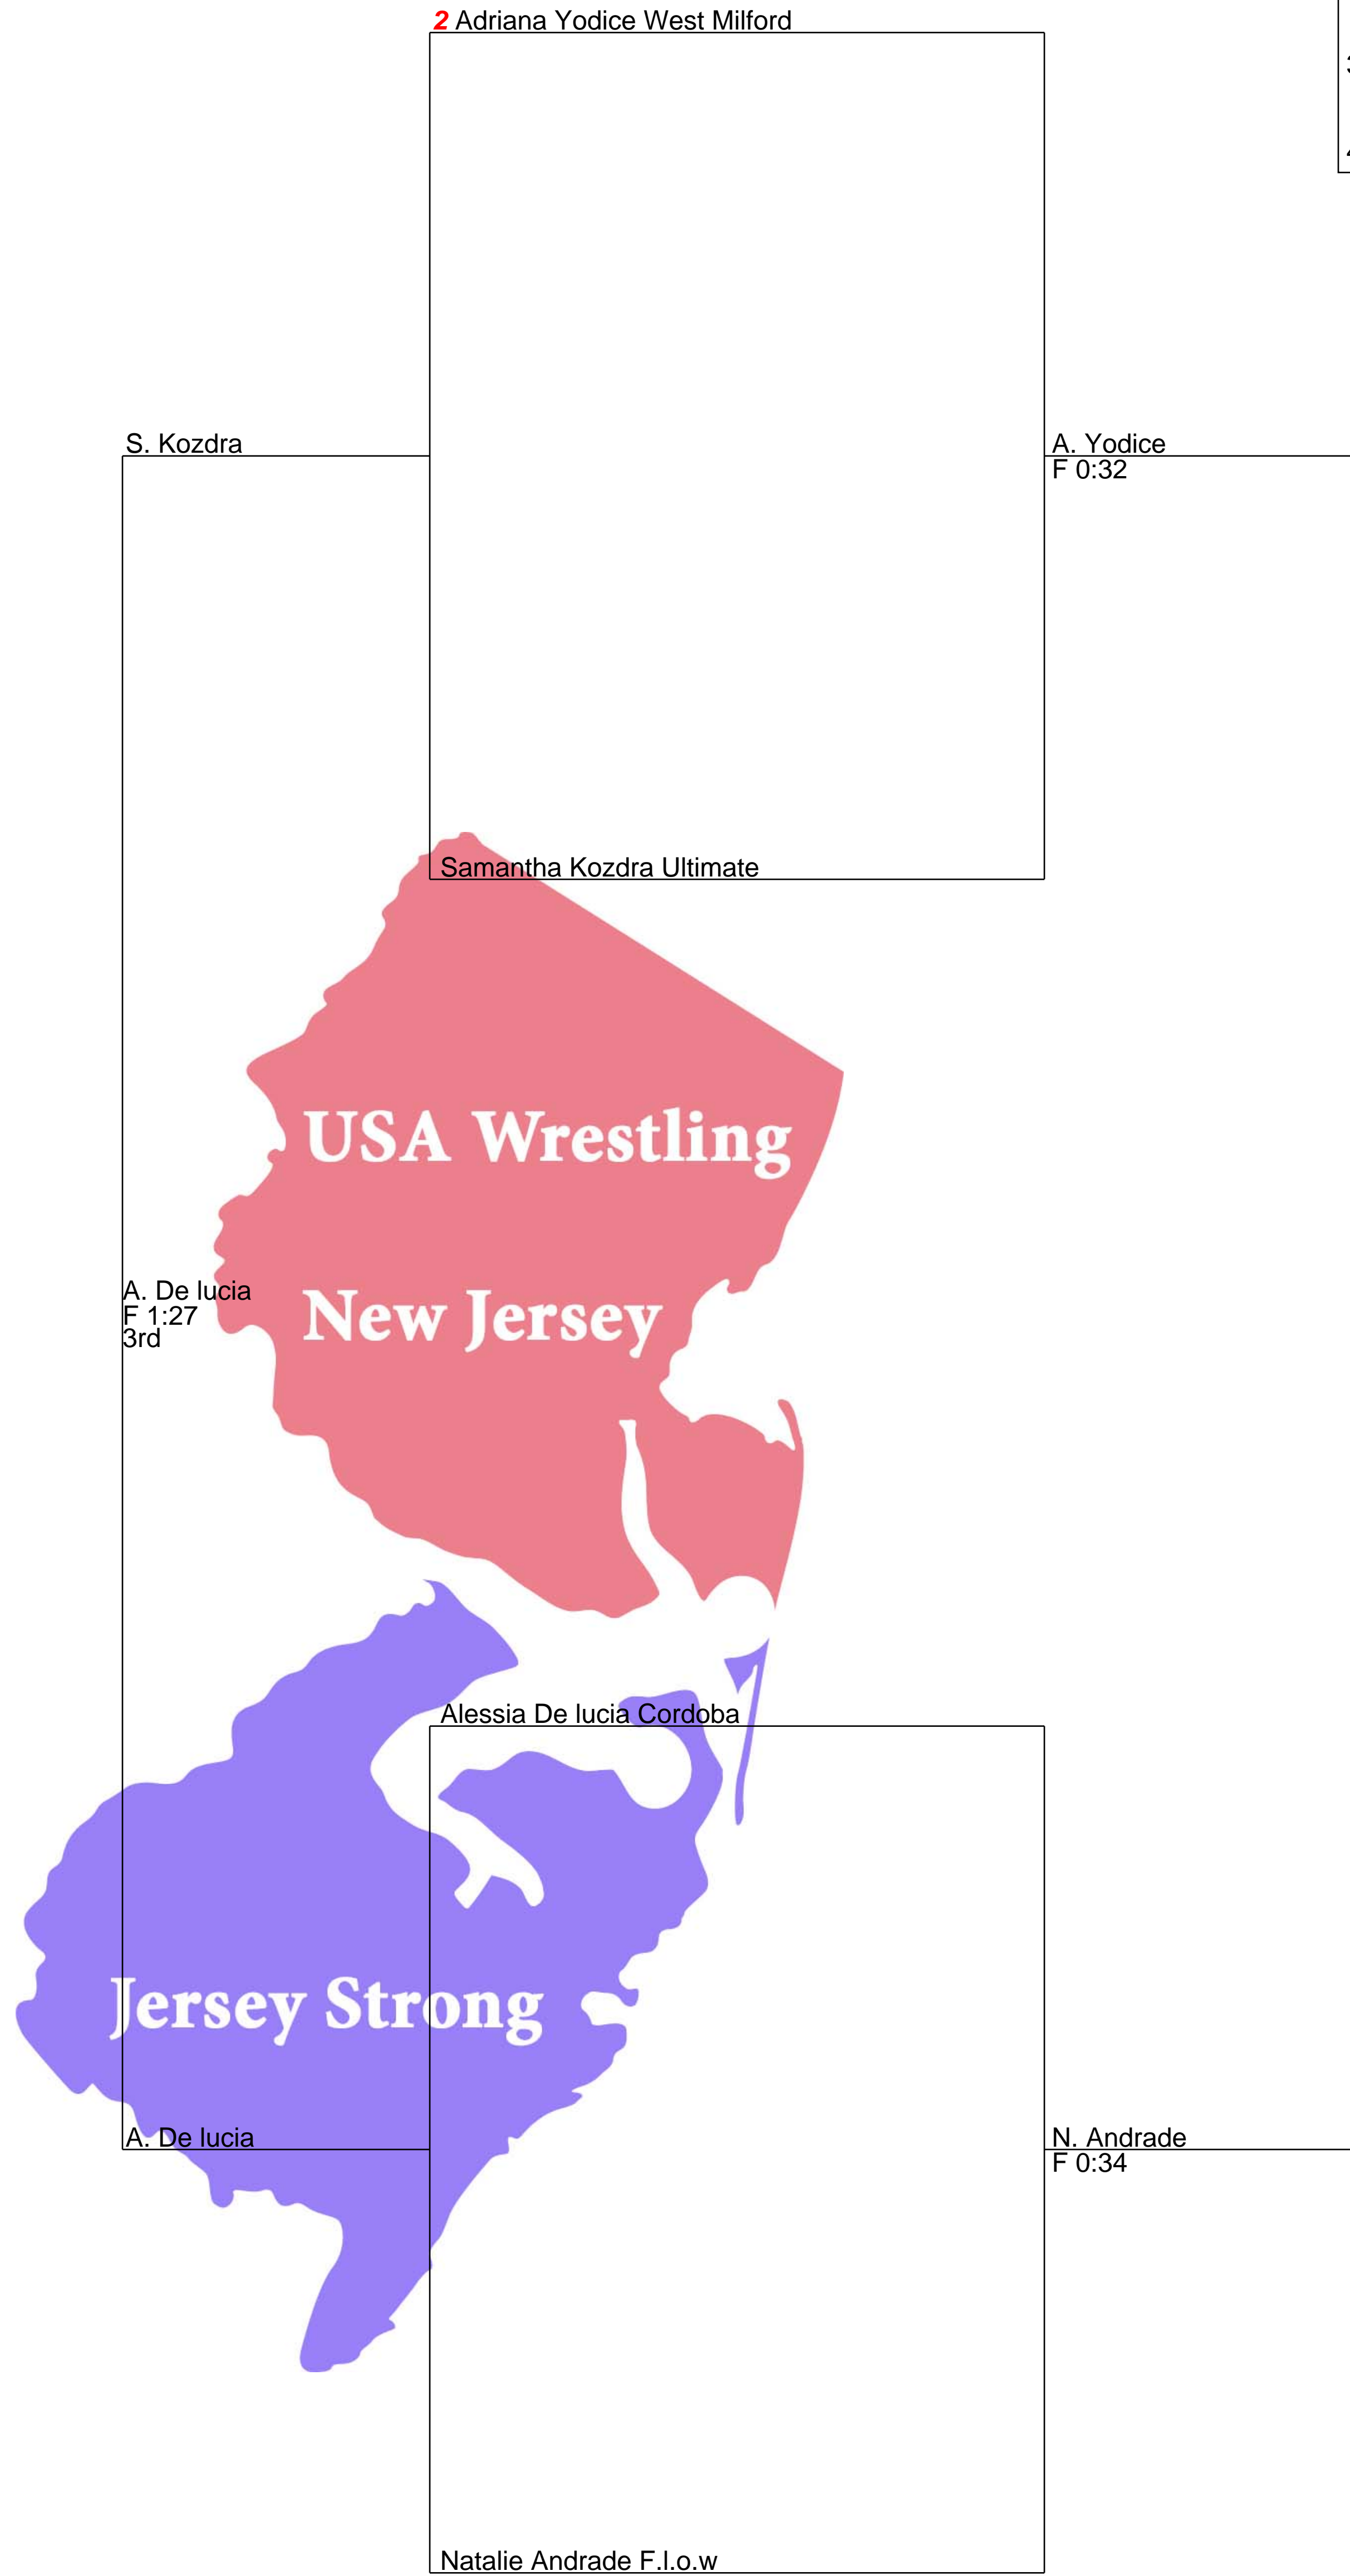 2 Adriana Yodice West Milford
S. Kozdra
A. Yodice
F 0:32
Samantha Kozdra Ultimate
USA Wrestling
New Jersey
A. De lucia
F 1:27
3rd
Alessia De lucia Cordoba
Jersey Strong
A. De lucia
N. Andrade
F 0:34
Natalie Andrade F.l.o.w